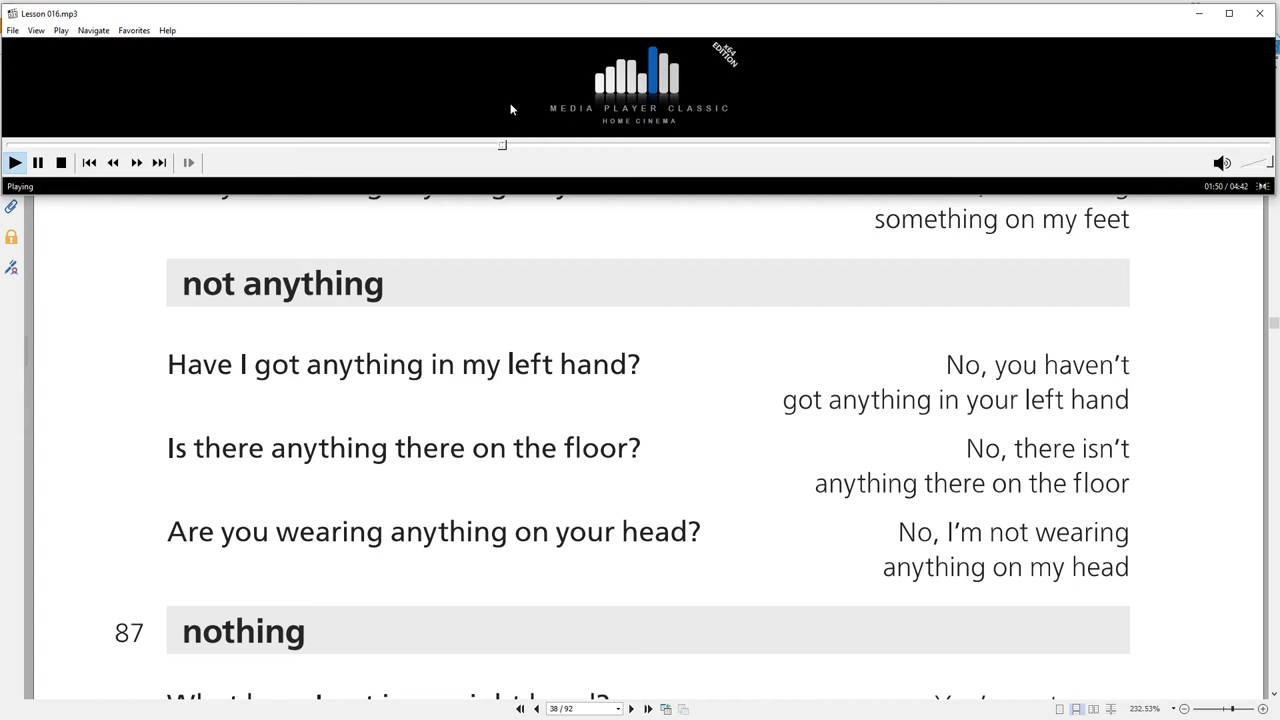 Lesson 016.mp3
File View Play Navigate Favorites Help
x64 EDITION
MEDIA PLAYER CLASSIC
HOME CINEMA
Playing
01:50 / 04:42
something on my feet
not anything
Have I got anything in my left hand?
No, you haven't
got anything in your left hand
Is there anything there on the floor?
No, there isn't
anything there on the floor
Are you wearing anything on your head?
No, I'm not wearing
anything on my head
87 nothing
38 / 92
232.53%